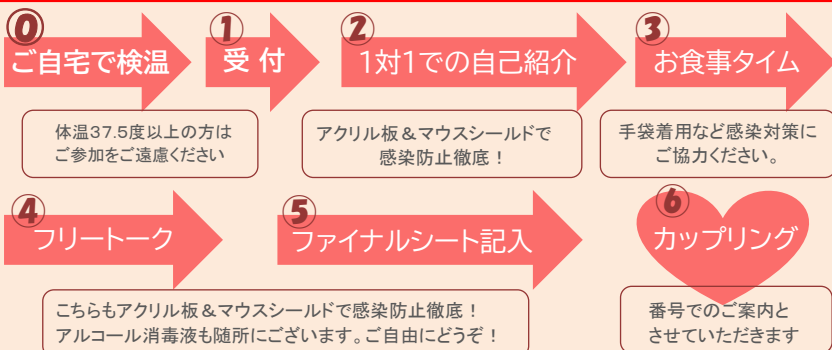 ⓪
ご自宅で検温
①
受 付
②
1対1での自己紹介
③
お食事タイム
体温37.5度以上の方は
ご参加をご遠慮ください
アクリル板&マウスシールドで
感染防止徹底!
手袋着用など感染対策に
ご協力ください。
④
フリートーク
⑤
ファイナルシート記入
⑥
カップリング
こちらもアクリル板&マウスシールドで感染防止徹底!
アルコール消毒液も随所にございます。ご自由にどうぞ!
番号でのご案内と
させていただきます